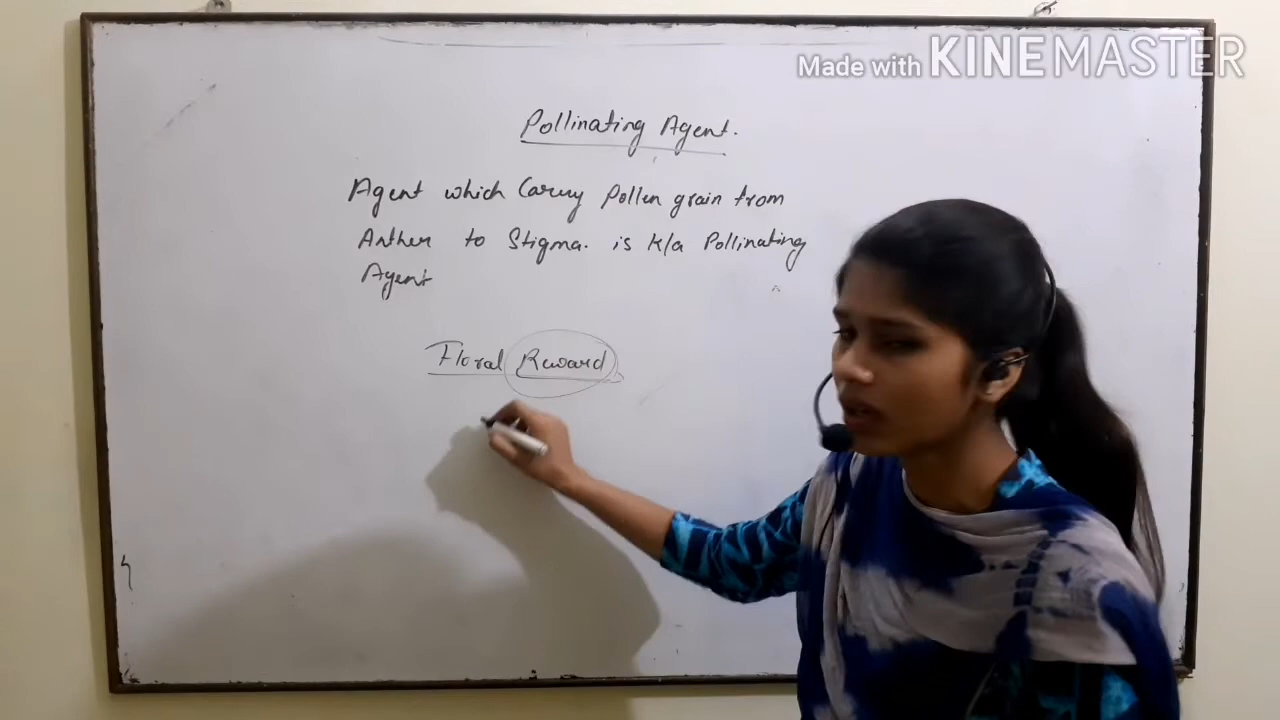 Made with KINEMASTER
Pollinating Agent.
Agent which Carry Pollen grain from
Anther to Stigma. is k/a Pollinating
Agent
Floral Reward